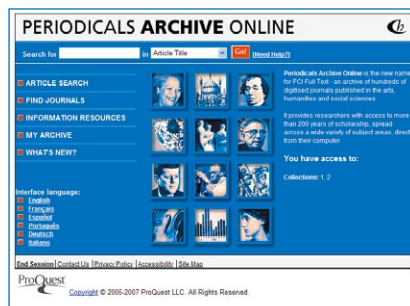 PERIODICALS ARCHIVE ONLINE
Search for in Article Title Go! [Need Help?]
ARTICLE SEARCH
FIND JOURNALS
INFORMATION RESOURCES
MY ARCHIVE
WHAT'S NEW?
Interface language:
English
Français
Español
Português
Deutsch
Italiano
Periodicals Archive Online is the new name
for PCI Full Text - an archive of hundreds of
digitised journals published in the arts,
humanities and social sciences.
It provides researchers with access to more
than 200 years of scholarship, spread
across a wide variety of subject areas, direct
from their computer
You have access to:
Collections: 1, 2
End Session | Contact Us | Privacy Policy | Accessibility | Site Map
ProQuest
Copyright © 2005-2007 ProQuest LLC. All Rights Reserved.